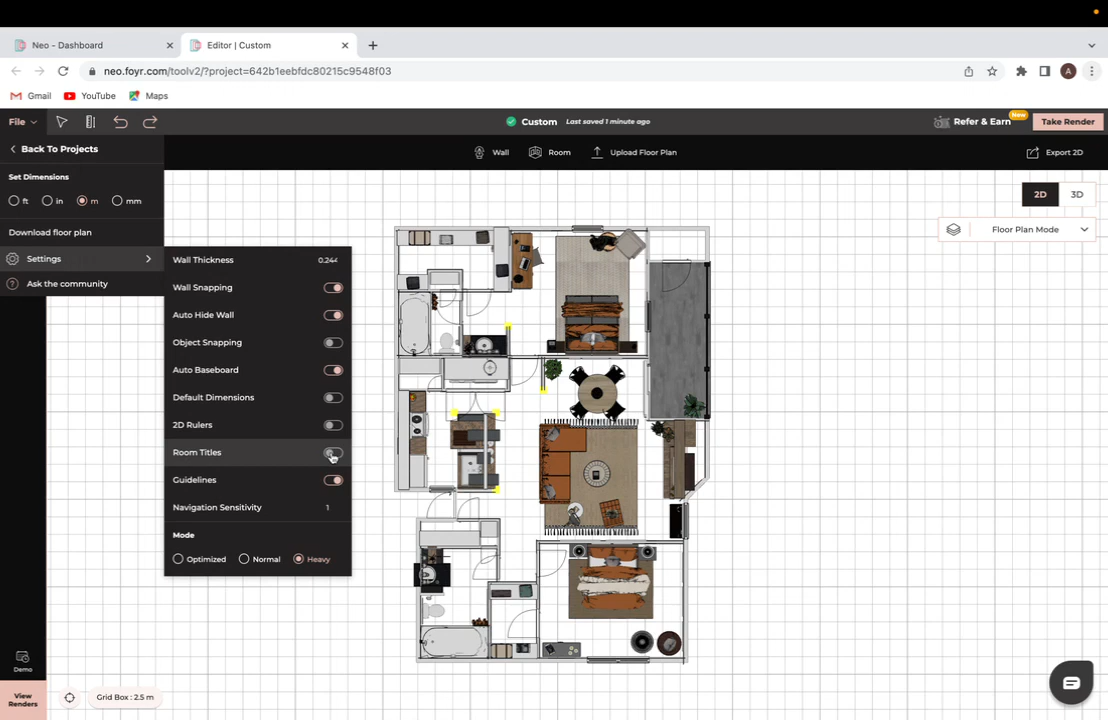 Neo - Dashboard
Editor | Custom
neo.foyr.com/toolv2/?project=642b1eebfdc80215c9548f03
A
Gmail YouTube Maps
File
Custom Last saved 1 minute ago
Refer & Earn New
Take Render
Back To Projects
Wall Room Upload Floor Plan
Export 2D
Set Dimensions
ft in m mm
2D 3D
Floor Plan Mode
Download floor plan
Settings
Ask the community
Wall Thickness 0.244
Wall Snapping
Auto Hide Wall
Object Snapping
Auto Baseboard
Default Dimensions
2D Rulers
Room Titles
Guidelines
Navigation Sensitivity 1
Mode
Optimized Normal Heavy
Demo
View Renders
Grid Box : 2.5 m